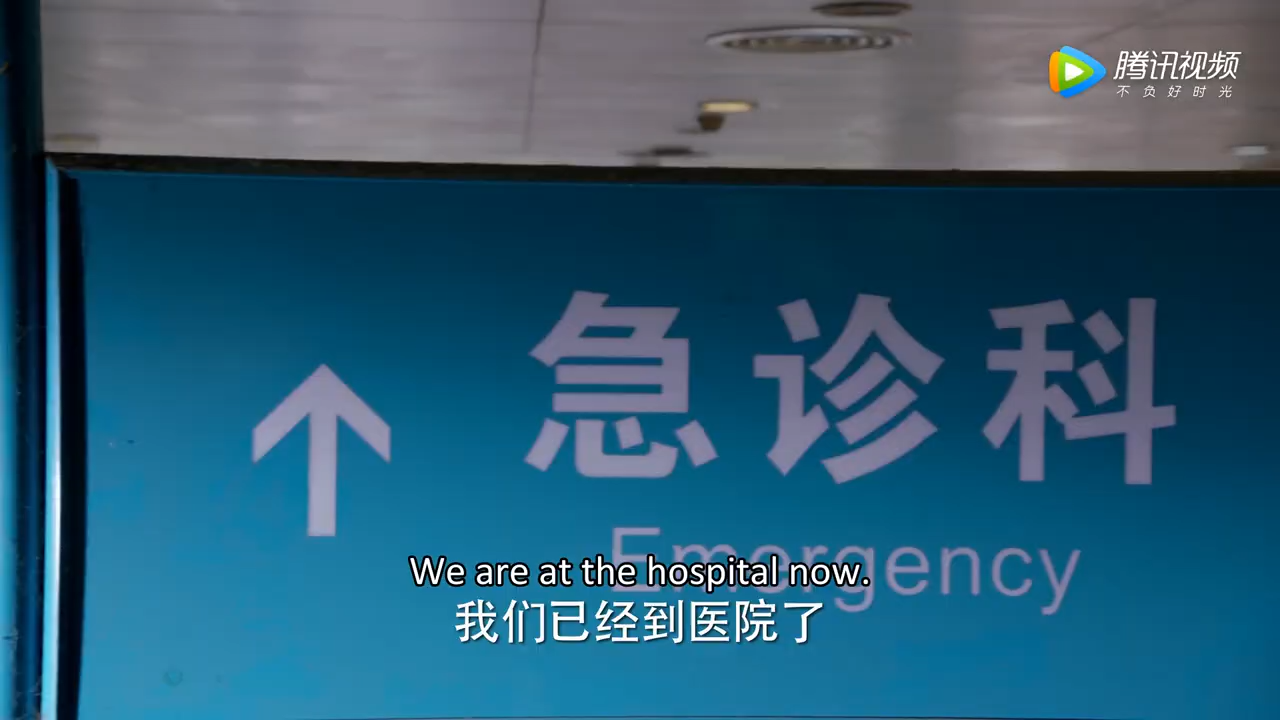 腾讯视频
不负好时光
急诊科
Emergency
We are at the hospital now.
我们已经到医院了